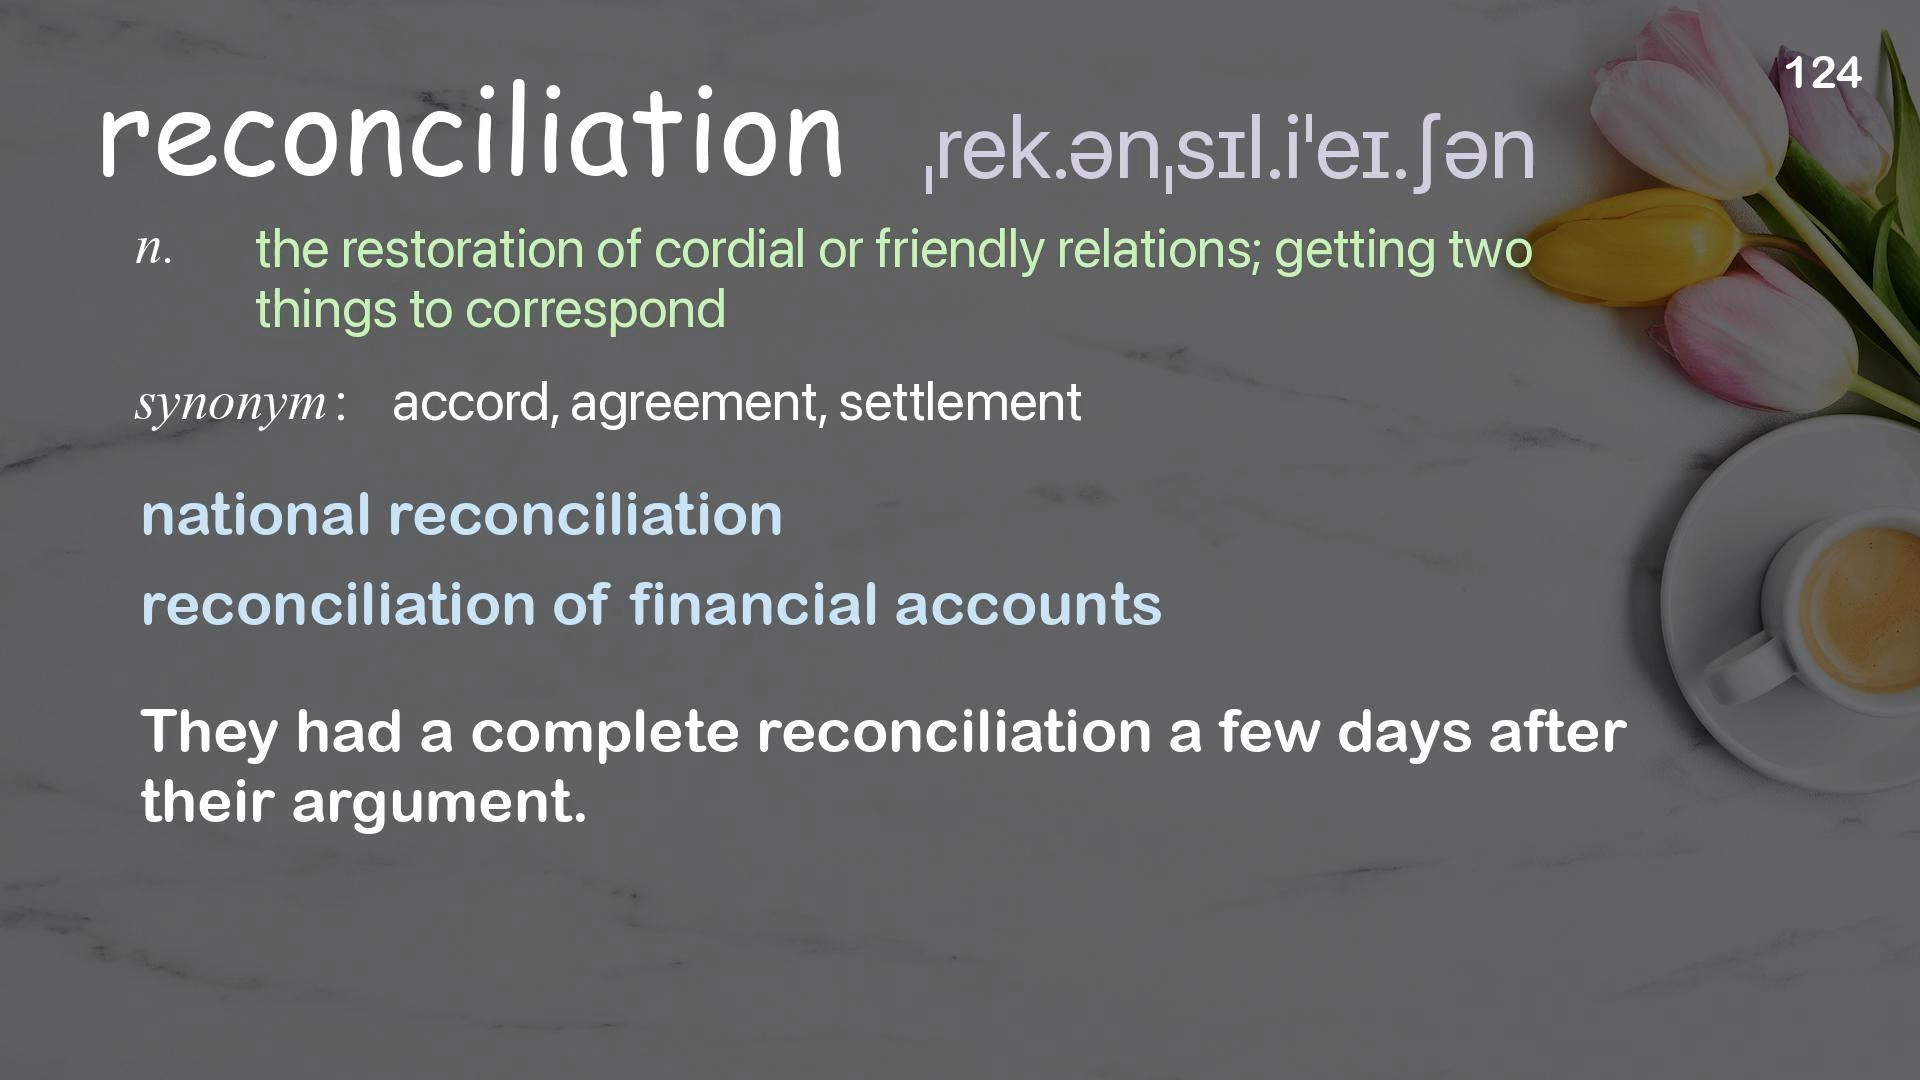 124
reconciliation ˌrek.ənˌsɪl.iˈeɪ.ʃən
n. the restoration of cordial or friendly relations; getting two
things to correspond
synonym : accord, agreement, settlement
national reconciliation
reconciliation of financial accounts
They had a complete reconciliation a few days after
their argument.